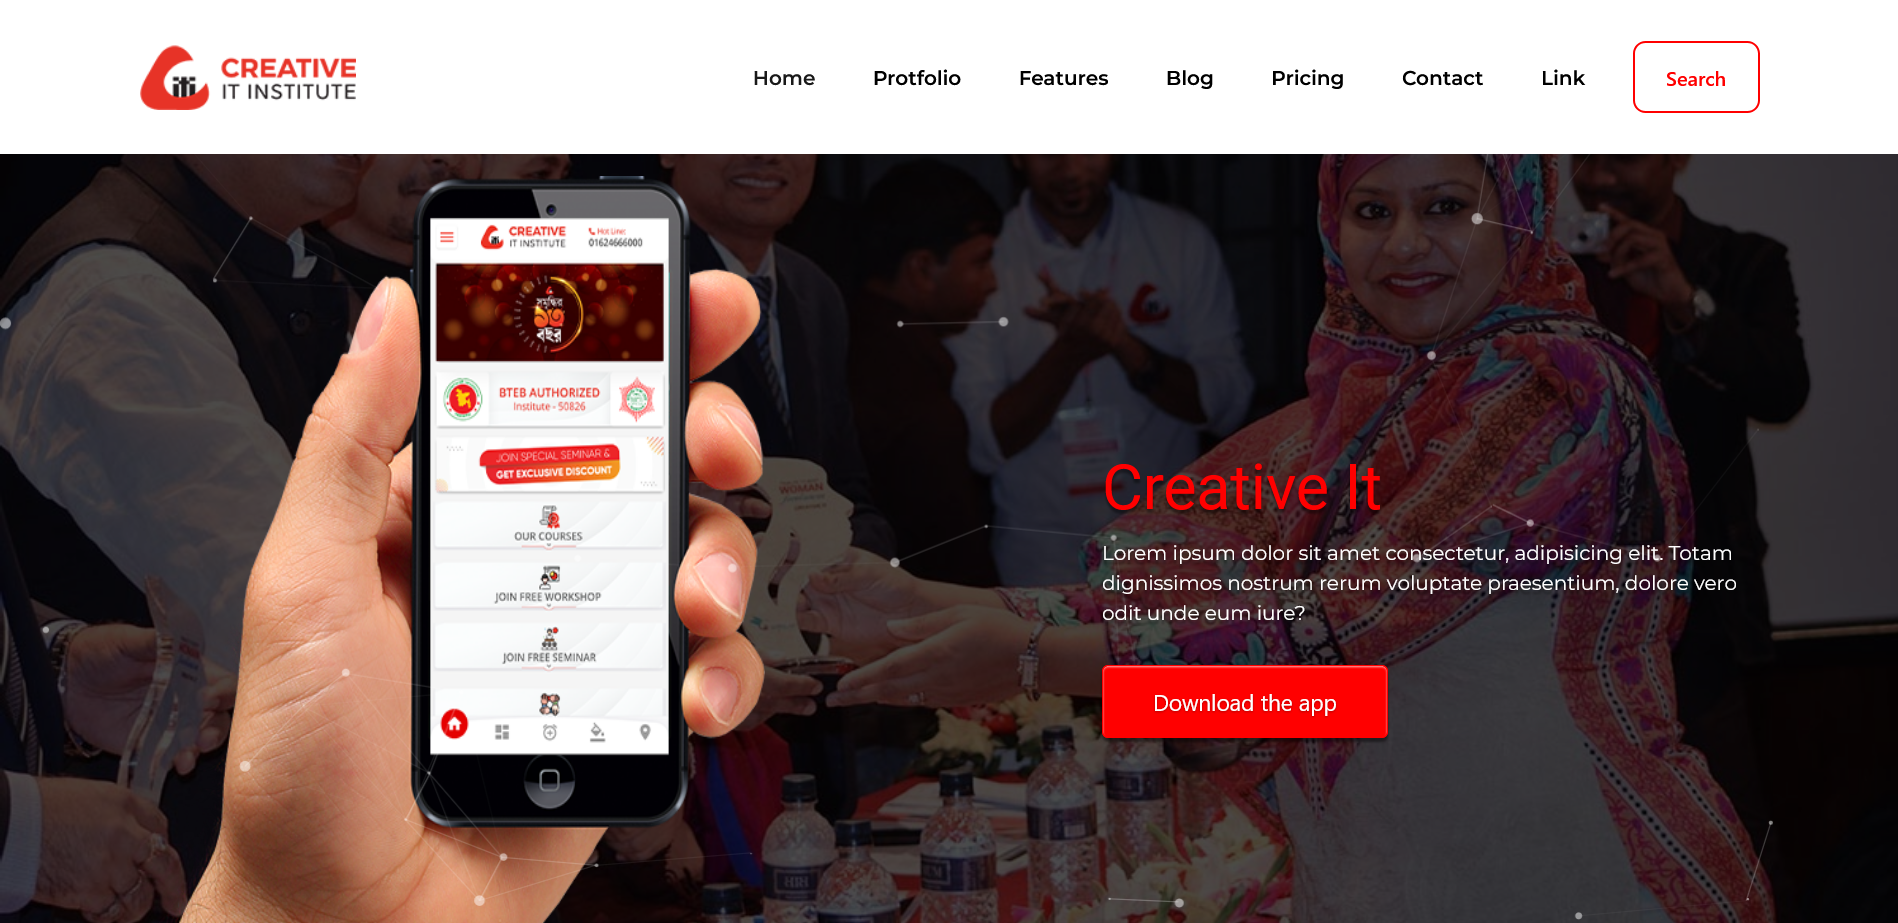 CREATIVE
IT INSTITUTE
Home
Protfolio
Features
Blog
Pricing
Contact
Link
Search
CREATIVE
IT INSTITUTE
Hot Line:
01624666000
সমৃদ্ধির
১৩
বছর
BTEB AUTHORIZED
Institute - 50826
JOIN SPECIAL SEMINAR &
GET EXCLUSIVE DISCOUNT
OUR COURSES
JOIN FREE WORKSHOP
JOIN FREE SEMINAR
WOMAN
Creative It
Lorem ipsum dolor sit amet consectetur, adipisicing elit. Totam
dignissimos nostrum rerum voluptate praesentium, dolore vero
odit unde eum iure?
Download the app